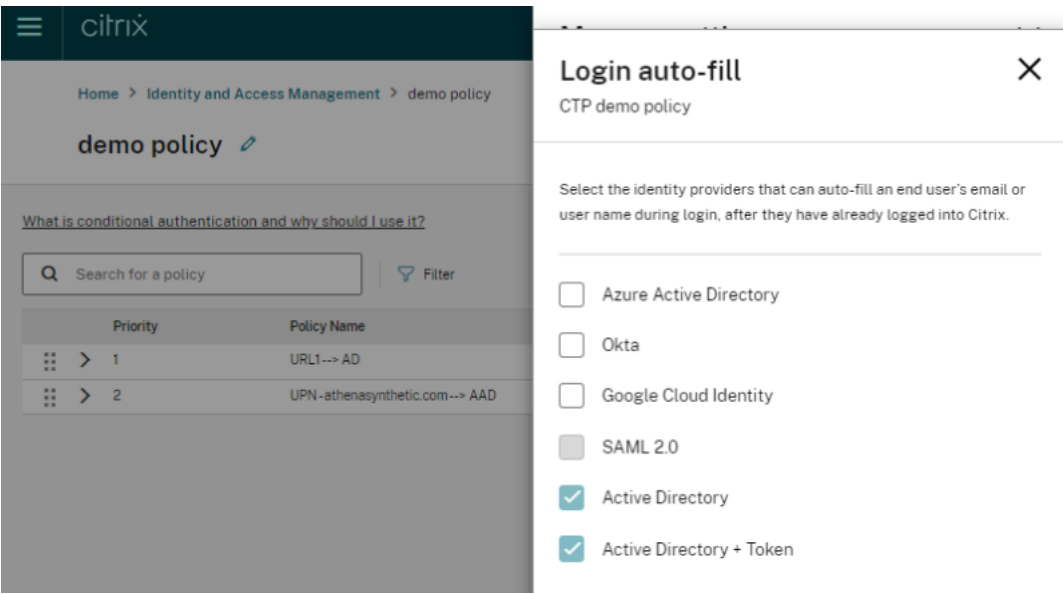 citrix
Home > Identity and Access Management > demo policy
demo policy
What is conditional authentication and why should I use it?
Search for a policy
Filter
Priority Policy Name
1 URL1--> AD
2 UPN-athenasynthetic.com--> AAD
Login auto-fill
CTP demo policy
Select the identity providers that can auto-fill an end user's email or
user name during login, after they have already logged into Citrix.
Azure Active Directory
Okta
Google Cloud Identity
SAML 2.0
Active Directory
Active Directory + Token